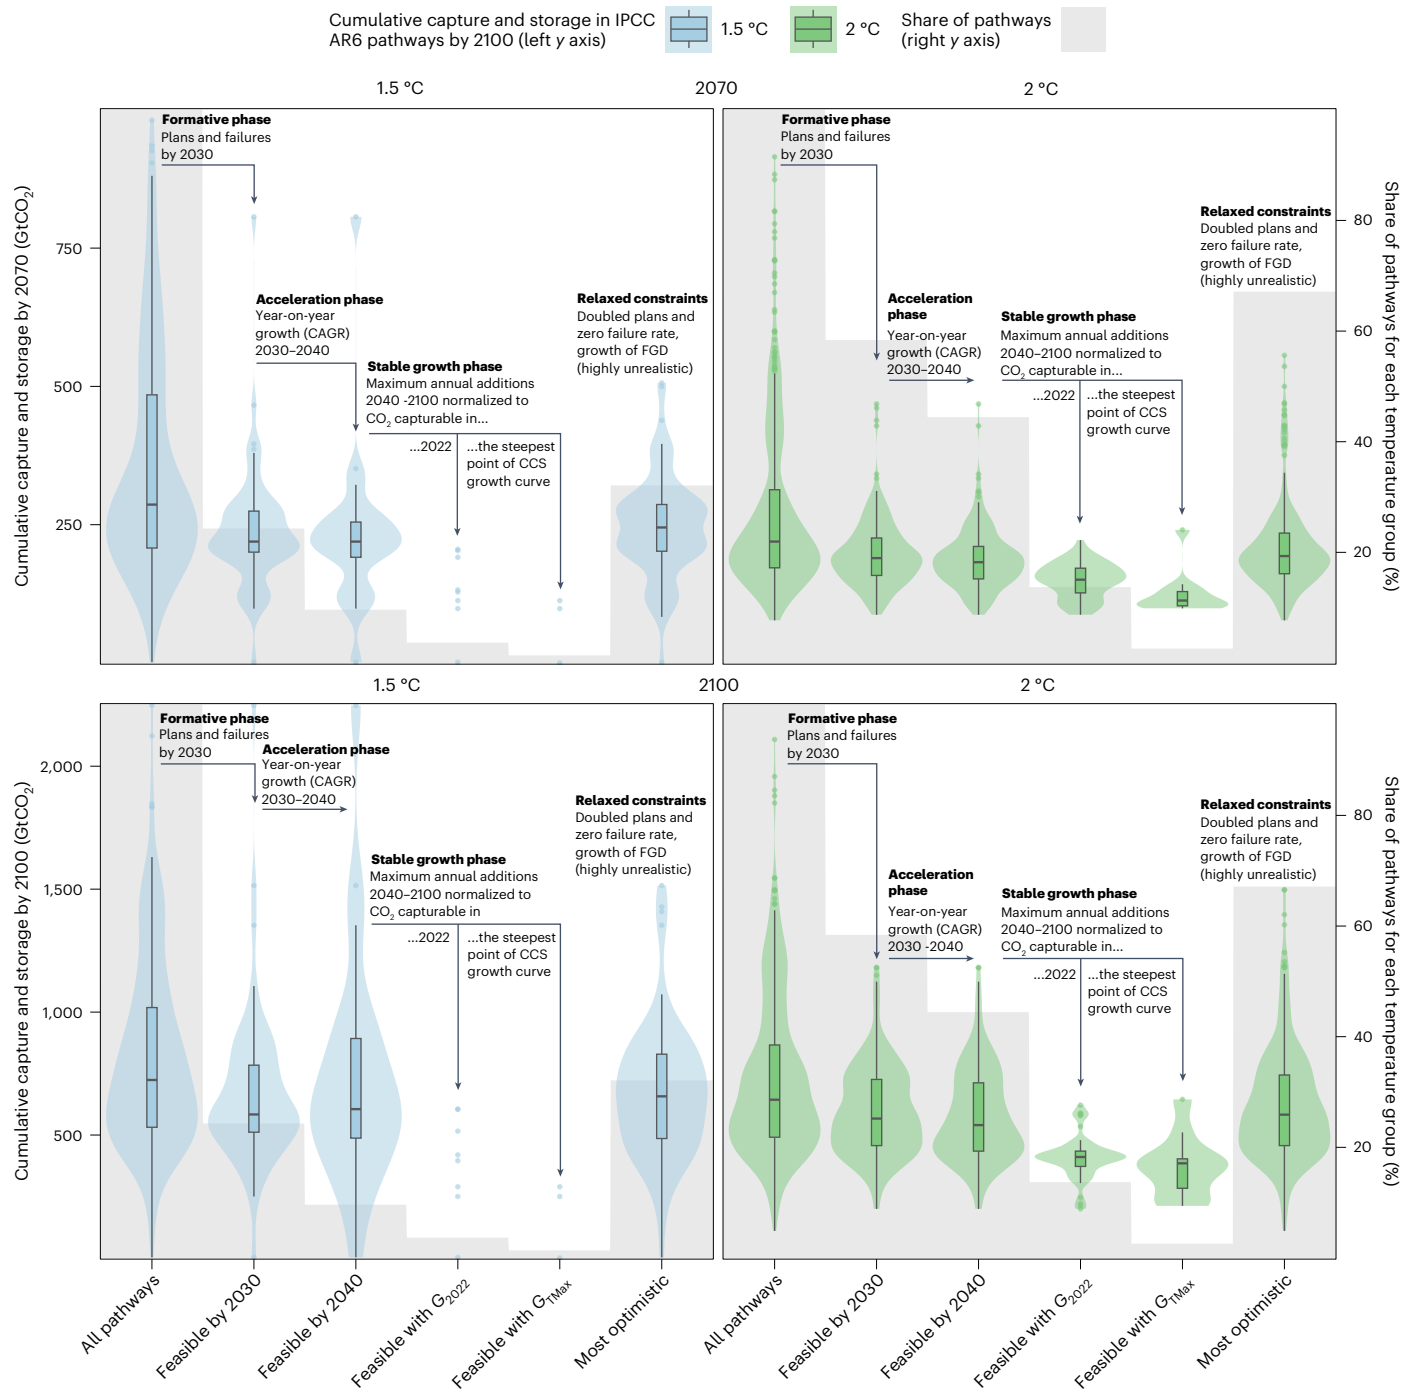 Cumulative capture and storage in IPCC
AR6 pathways by 2100 (left y axis)
1.5 °C
2 °C
Share of pathways
(right y axis)
1.5 °C
2070
2 °C
Cumulative capture and storage by 2070 (GtCO2)
750
500
250
Formative phase
Plans and failures
by 2030
Acceleration phase
Year-on-year
growth (CAGR)
2030–2040
Stable growth phase
Maximum annual additions
2040 -2100 normalized to
CO2 capturable in...
...2022
...the steepest
point of CCS
growth curve
Relaxed constraints
Doubled plans and
zero failure rate,
growth of FGD
(highly unrealistic)
Formative phase
Plans and failures
by 2030
Acceleration
phase
Year-on-year
growth (CAGR)
2030–2040
Stable growth phase
Maximum annual additions
2040–2100 normalized to
CO2 capturable in...
...2022
...the steepest
point of CCS
growth curve
Relaxed constraints
Doubled plans and
zero failure rate,
growth of FGD
(highly unrealistic)
80
60
40
20
Share of pathways for each temperature group (%)
1.5 °C
2100
2 °C
Cumulative capture and storage by 2100 (GtCO2)
2,000
1,500
1,000
500
Formative phase
Plans and failures
by 2030
Acceleration phase
Year-on-year
growth (CAGR)
2030–2040
Stable growth phase
Maximum annual additions
2040–2100 normalized to
CO2 capturable in
...2022
...the steepest
point of CCS
growth curve
Relaxed constraints
Doubled plans and
zero failure rate,
growth of FGD
(highly unrealistic)
Formative phase
Plans and failures
by 2030
Acceleration
phase
Year-on-year
growth (CAGR)
2030 -2040
Stable growth phase
Maximum annual additions
2040–2100 normalized to
CO2 capturable in...
...2022
...the steepest
point of CCS
growth curve
Relaxed constraints
Doubled plans and
zero failure rate,
growth of FGD
(highly unrealistic)
80
60
40
20
Share of pathways for each temperature group (%)
All pathways
Feasible by 2030
Feasible by 2040
Feasible with G2022
Feasible with GTMax
Most optimistic
All pathways
Feasible by 2030
Feasible by 2040
Feasible with G2022
Feasible with GTMax
Most optimistic